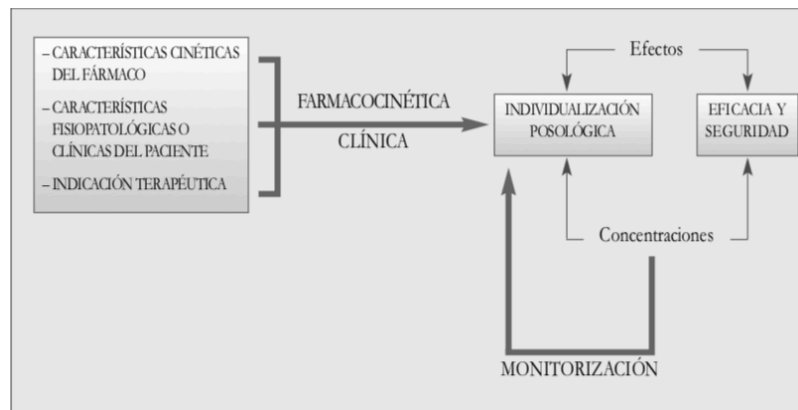 – CARACTERÍSTICAS CINÉTICAS
DEL FÁRMACO
– CARACTERÍSTICAS
FISIOPATOLÓGICAS O
CLÍNICAS DEL PACIENTE
– INDICACIÓN TERAPÉUTICA
FARMACOCINÉTICA
CLÍNICA
Efectos
INDIVIDUALIZACIÓN
POSOLÓGICA
EFICACIA Y
SEGURIDAD
Concentraciones
MONITORIZACIÓN